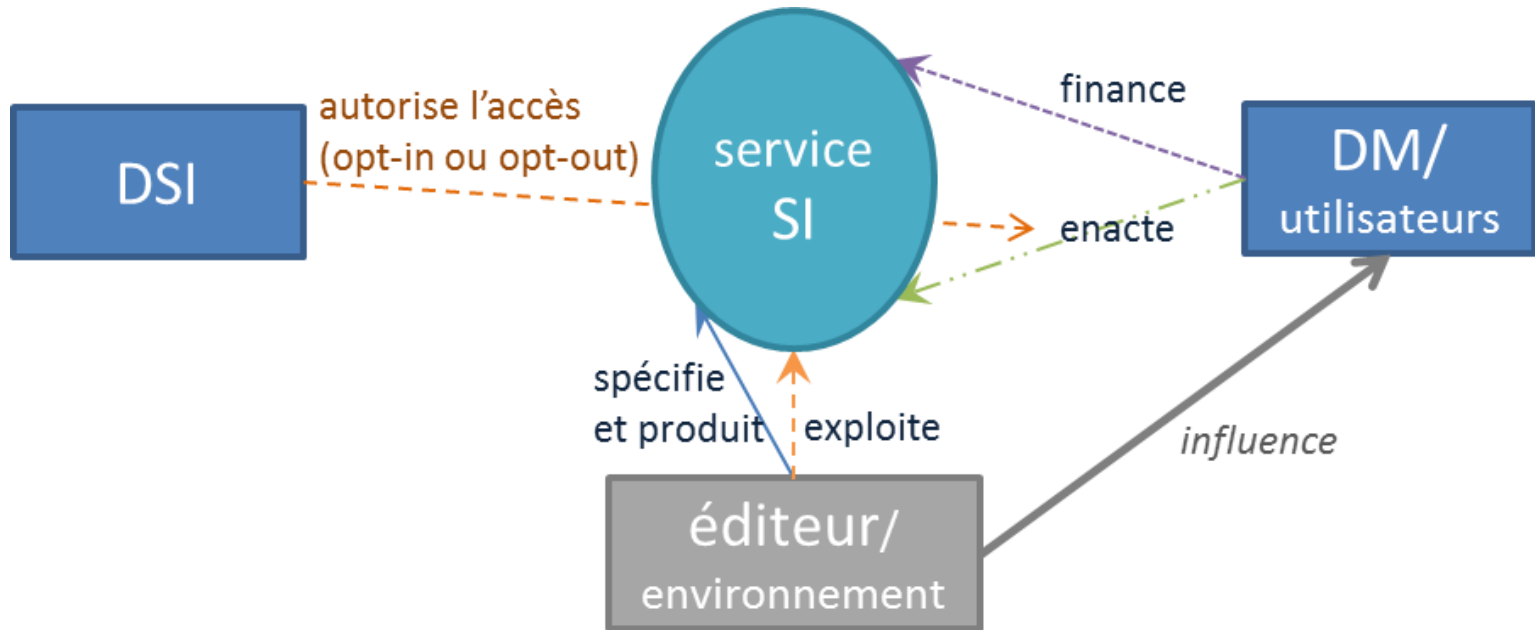 autorise l’accès
(opt-in ou opt-out)
DSI
service
SI
finance
enacte
DM/
utilisateurs
spécifie
et produit
exploite
influence
éditeur/
environnement